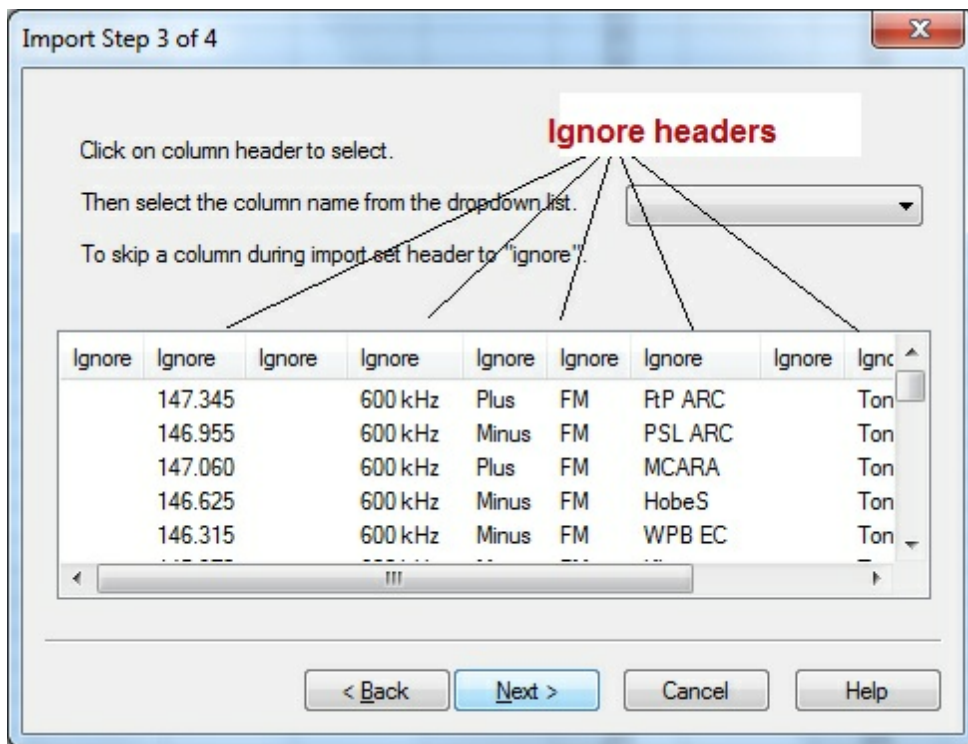 Import Step 3 of 4
Ignore headers
Click on column header to select.
Then select the column name from the dropdown list.
To skip a column during import set header to "ignore".
Ignore Ignore Ignore Ignore Ignore Ignore Ignore Ignore
147.345 600 kHz Plus FM FtP ARC
146.955 600 kHz Minus FM PSL ARC
147.060 600 kHz Plus FM MCARA
146.625 600 kHz Minus FM HobeS
146.315 600 kHz Minus FM WPB EC
< Back Next > Cancel Help